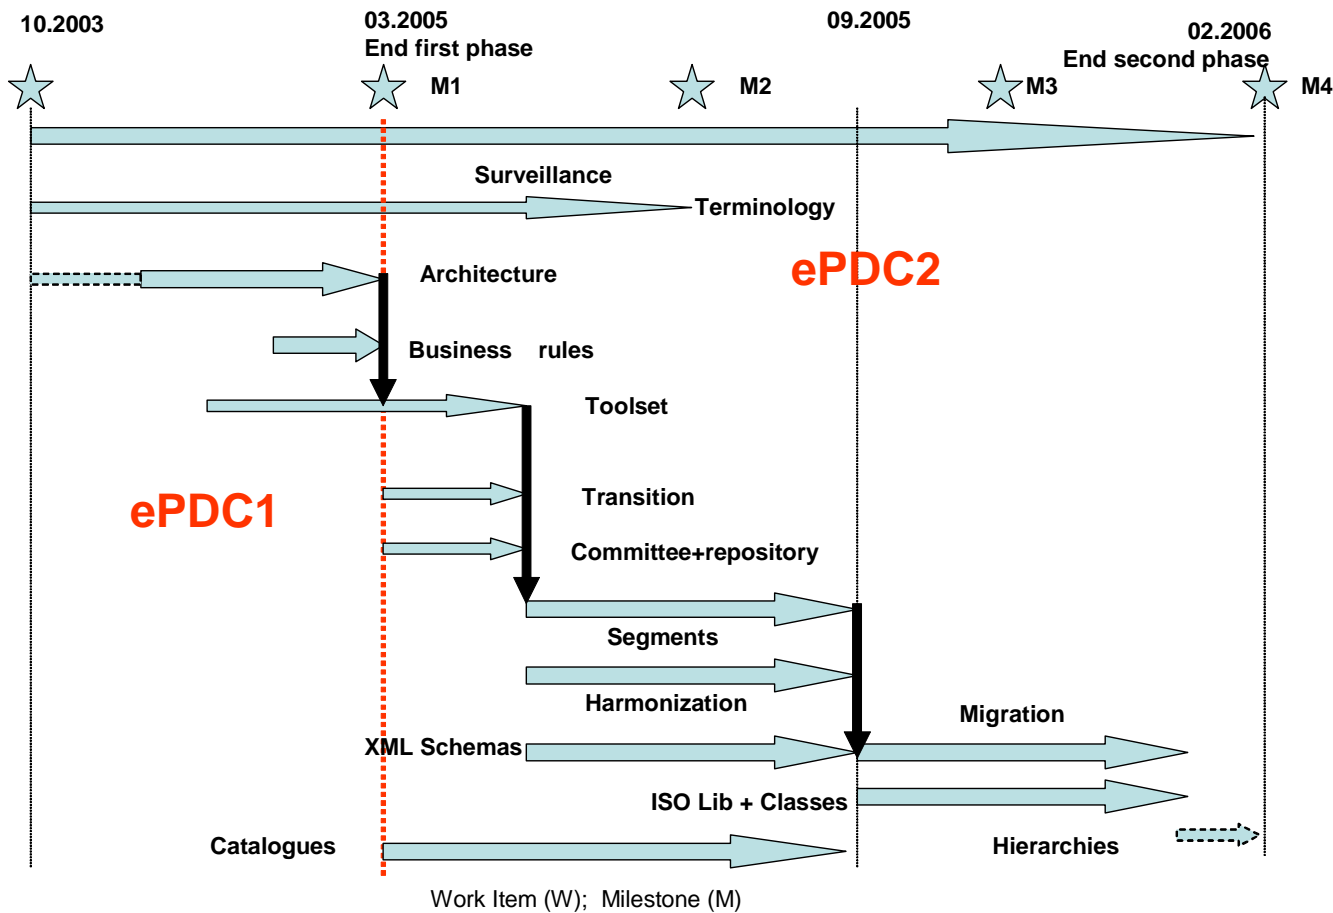 10.2003
03.2005
End first phase
09.2005
02.2006
End second phase
M1
M2
M3
M4
Surveillance
Terminology
Architecture
ePDC2
Business rules
Toolset
ePDC1
Transition
Committee+repository
Segments
Harmonization
Migration
XML Schemas
ISO Lib + Classes
Catalogues
Hierarchies
Work Item (W); Milestone (M)